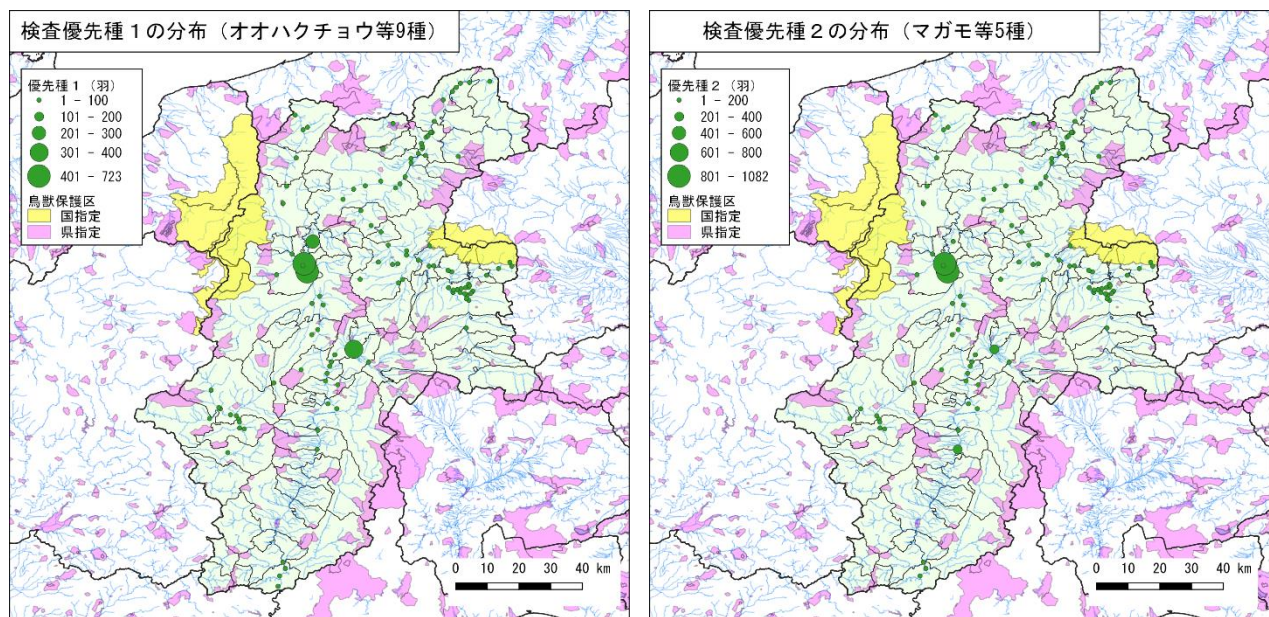 検査優先種１の分布（オオハクチョウ等9種）
優先種１（羽）
1 - 100
101 - 200
201 - 300
301 - 400
401 - 723
鳥獣保護区
国指定
県指定
0 10 20 30 40 km
検査優先種２の分布（マガモ等5種）
優先種２（羽）
1 - 200
201 - 400
401 - 600
601 - 800
801 - 1082
鳥獣保護区
国指定
県指定
0 10 20 30 40 km